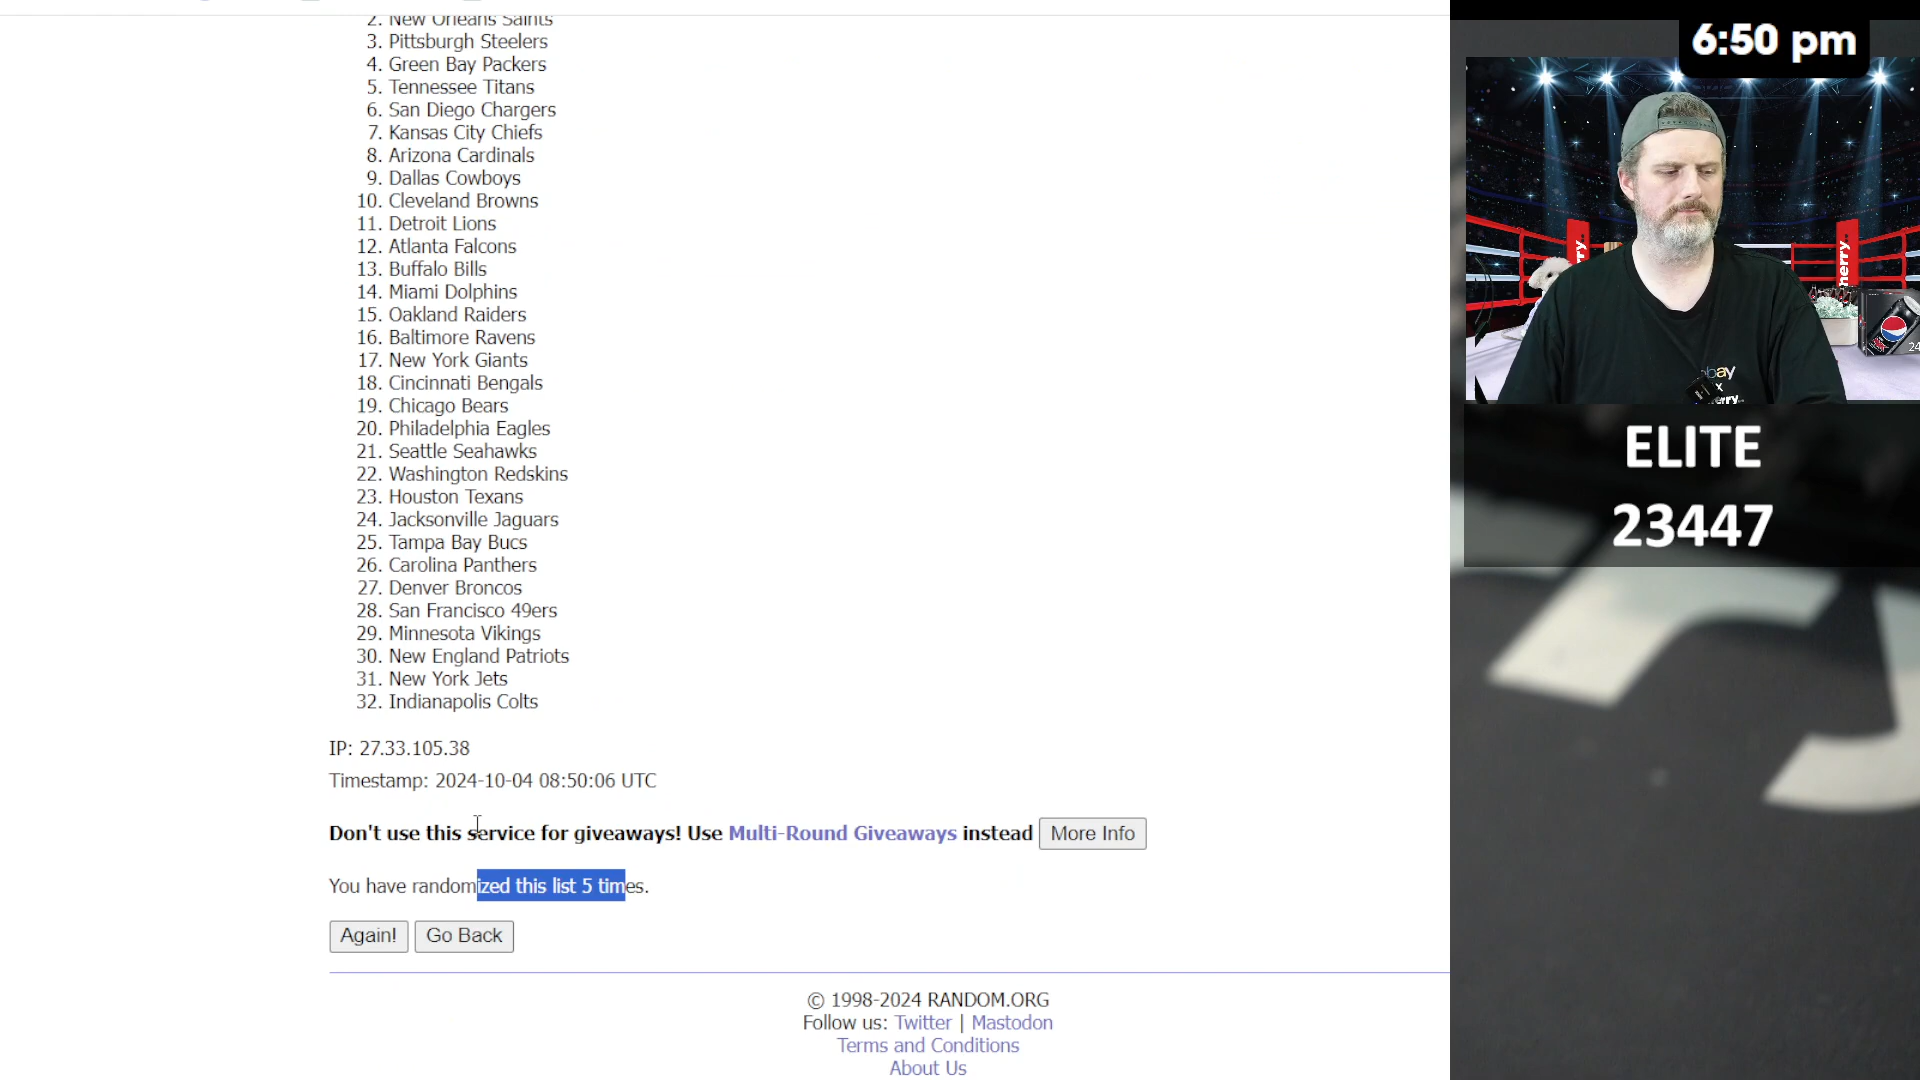 2. New Orleans Saints
3. Pittsburgh Steelers
4. Green Bay Packers
5. Tennessee Titans
6. San Diego Chargers
7. Kansas City Chiefs
8. Arizona Cardinals
9. Dallas Cowboys
10. Cleveland Browns
11. Detroit Lions
12. Atlanta Falcons
13. Buffalo Bills
14. Miami Dolphins
15. Oakland Raiders
16. Baltimore Ravens
17. New York Giants
18. Cincinnati Bengals
19. Chicago Bears
20. Philadelphia Eagles
21. Seattle Seahawks
22. Washington Redskins
23. Houston Texans
24. Jacksonville Jaguars
25. Tampa Bay Bucs
26. Carolina Panthers
27. Denver Broncos
28. San Francisco 49ers
29. Minnesota Vikings
30. New England Patriots
31. New York Jets
32. Indianapolis Colts
IP: 27.33.105.38
Timestamp: 2024-10-04 08:50:06 UTC
Don't use this service for giveaways! Use Multi-Round Giveaways instead More Info
You have randomized this list 5 times.
Again! Go Back
© 1998-2024 RANDOM.ORG
Follow us: Twitter | Mastodon
Terms and Conditions
About Us
6:50 pm
ELITE
23447